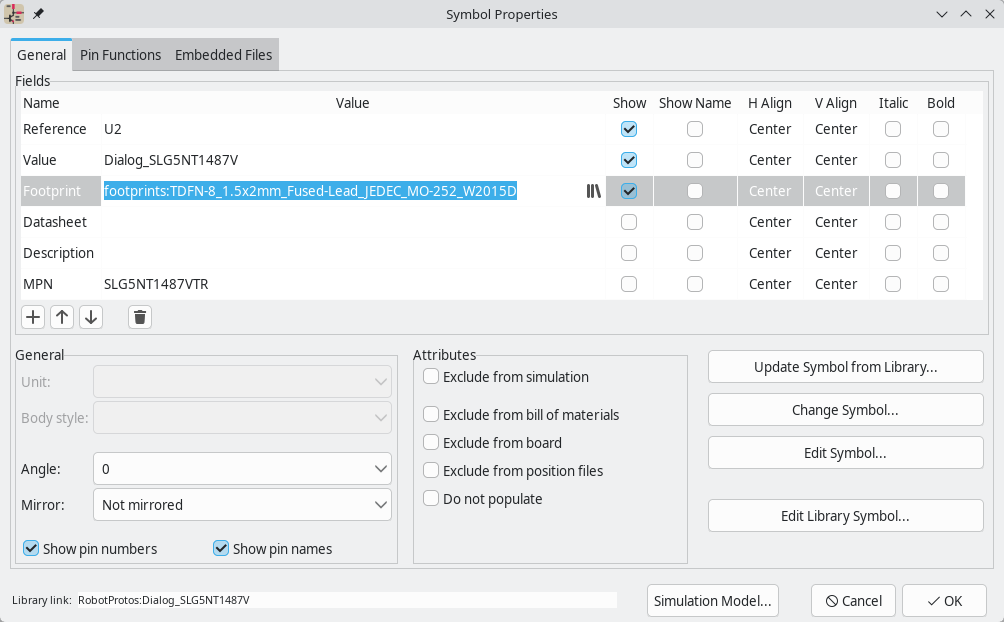 Symbol Properties
General Pin Functions Embedded Files
Fields
Name Value Show Show Name H Align V Align Italic Bold
Reference U2 Center Center
Value Dialog_SLG5NT1487V Center Center
Footprint footprints:TDFN-8_1.5x2mm_Fused-Lead_JEDEC_MO-252_W2015D Center Center
Datasheet Center Center
Description Center Center
MPN SLG5NT1487VTR Center Center
General
Unit:
Body style:
Angle: 0
Mirror: Not mirrored
Show pin numbers Show pin names
Attributes
Exclude from simulation
Exclude from bill of materials
Exclude from board
Exclude from position files
Do not populate
Update Symbol from Library...
Change Symbol...
Edit Symbol...
Edit Library Symbol...
Library link: RobotProtos:Dialog_SLG5NT1487V
Simulation Model... Cancel OK